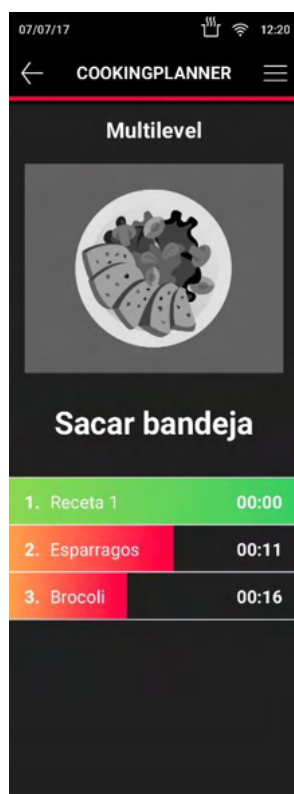 07/07/17 12:20
COOKINGPLANNER
Multilevel
Sacar bandeja
1. Receta 1 00:00
2. Esparragos 00:11
3. Brocoli 00:16